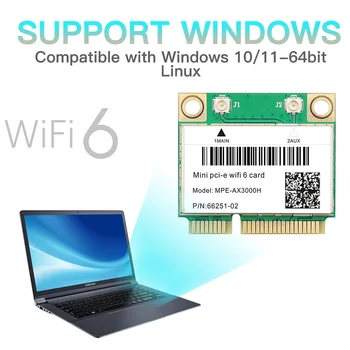 SUPPORT WINDOWS
Compatible with Windows 10/11-64bit
Linux
WiFi 6
J1
J2
1MAIN
2AUX
Mini pci-e wifi 6 card
Model: MPE-AX3000H
P/N:66251-02